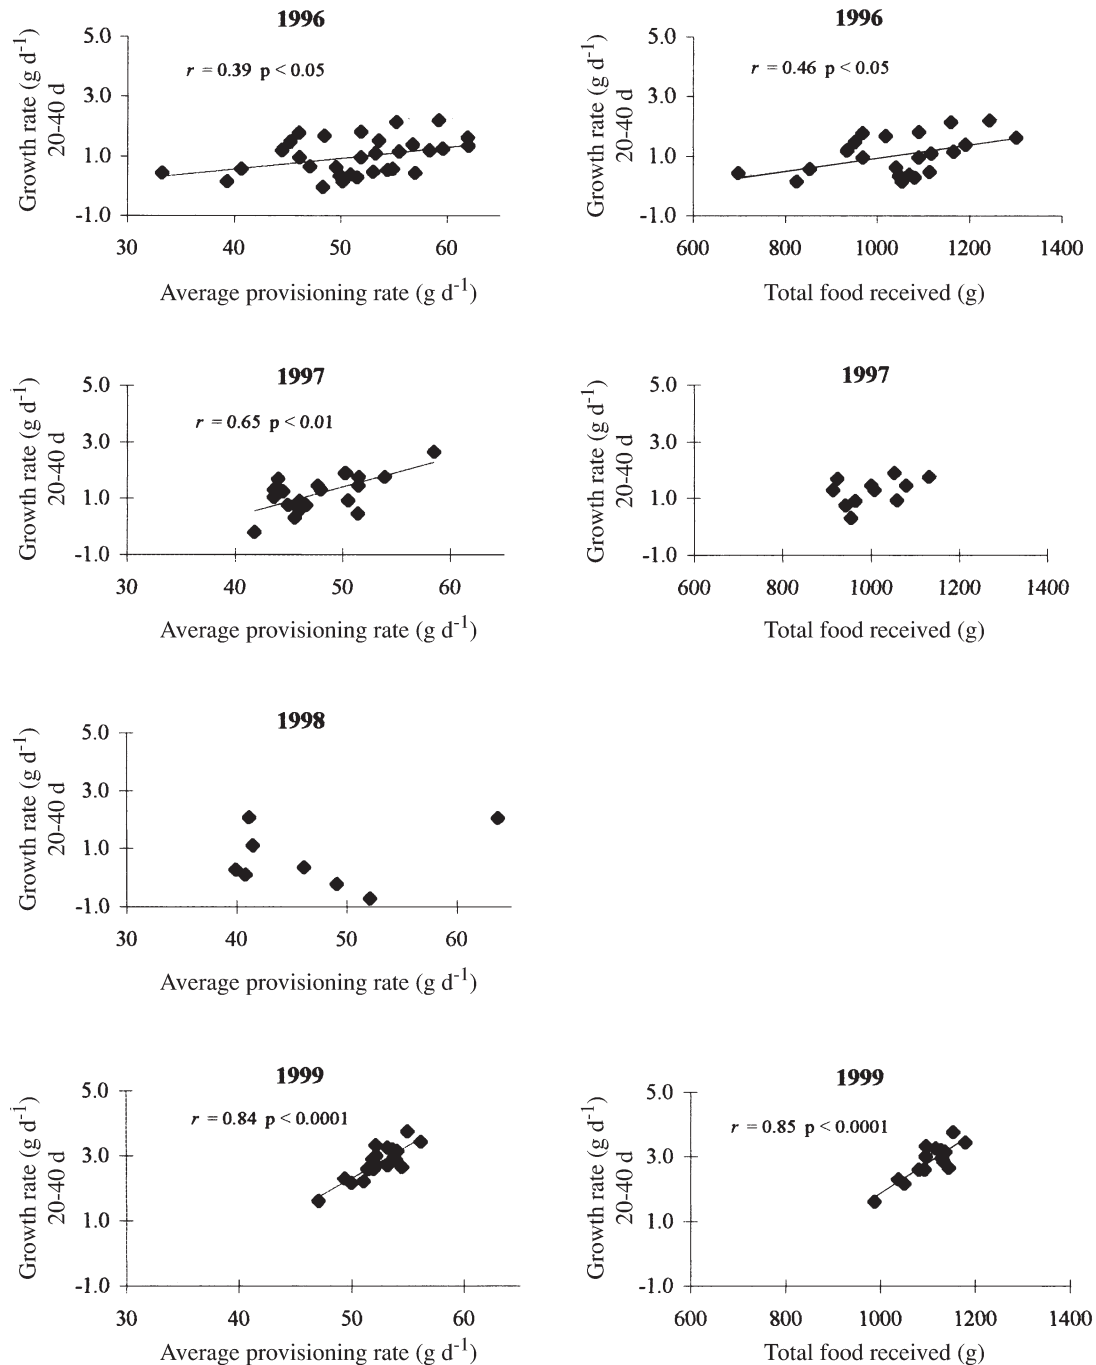 1996
Growth rate (g d-1)
20-40 d
5.0
3.0
1.0
-1.0
r = 0.39 p < 0.05
30 40 50 60
Average provisioning rate (g d-1)
1996
Growth rate (g d-1)
20-40 d
5.0
3.0
1.0
-1.0
r = 0.46 p < 0.05
600 800 1000 1200 1400
Total food received (g)
1997
Growth rate (g d-1)
20-40 d
5.0
3.0
1.0
-1.0
r = 0.65 p < 0.01
30 40 50 60
Average provisioning rate (g d-1)
1997
Growth rate (g d-1)
20-40 d
5.0
3.0
1.0
-1.0
600 800 1000 1200 1400
Total food received (g)
1998
Growth rate (g d-1)
20-40 d
5.0
3.0
1.0
-1.0
30 40 50 60
Average provisioning rate (g d-1)
1999
Growth rate (g d-1)
20-40 d
5.0
3.0
1.0
-1.0
r = 0.84 p < 0.0001
30 40 50 60
Average provisioning rate (g d-1)
1999
Growth rate (g d-1)
20-40 d
5.0
3.0
1.0
-1.0
r = 0.85 p < 0.0001
600 800 1000 1200 1400
Total food received (g)